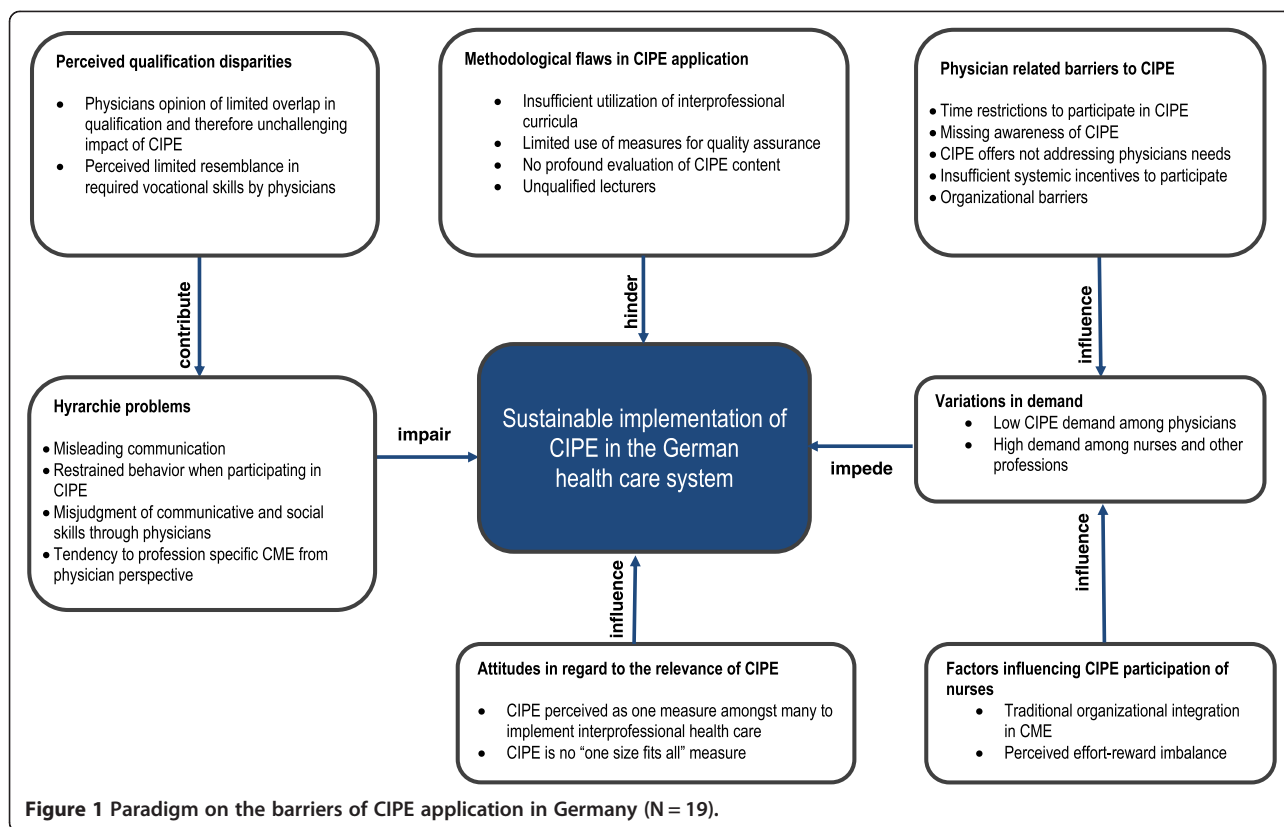 Perceived qualification disparities
• Physicians opinion of limited overlap in
qualification and therefore unchallenging
impact of CIPE
• Perceived limited resemblance in
required vocational skills by physicians
Methodological flaws in CIPE application
• Insufficient utilization of interprofessional
curricula
• Limited use of measures for quality assurance
• No profound evaluation of CIPE content
• Unqualified lecturers
Physician related barriers to CIPE
• Time restrictions to participate in CIPE
• Missing awareness of CIPE
• CIPE offers not addressing physicians needs
• Insufficient systemic incentives to participate
• Organizational barriers
contribute
hinder
influence
Hyrarchie problems
• Misleading communication
• Restrained behavior when participating in
CIPE
• Misjudgment of communicative and social
skills through physicians
• Tendency to profession specific CME from
physician perspective
impair
Sustainable implementation of
CIPE in the German
health care system
impede
Variations in demand
• Low CIPE demand among physicians
• High demand among nurses and other
professions
influence
influence
Attitudes in regard to the relevance of CIPE
• CIPE perceived as one measure amongst many to
implement interprofessional health care
• CIPE is no “one size fits all” measure
Factors influencing CIPE participation of
nurses
• Traditional organizational integration
in CME
• Perceived effort-reward imbalance
Figure 1 Paradigm on the barriers of CIPE application in Germany (N = 19).